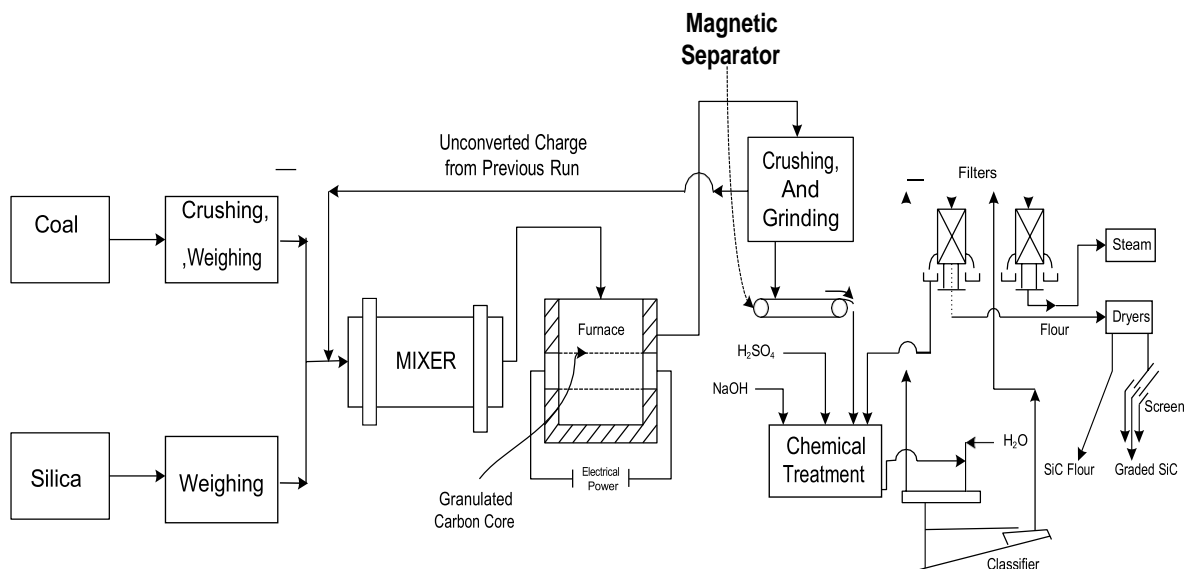 Magnetic
Separator
Unconverted Charge
from Previous Run
Crushing,
And
Grinding
Filters
Coal
Crushing,
,Weighing
Steam
Furnace
Flour
Dryers
MIXER
H₂SO₄
NaOH
Screen
Chemical
Treatment
H₂O
Silica
Weighing
Electrical
Power
SiC Flour
Graded SiC
Granulated
Carbon Core
Classifier